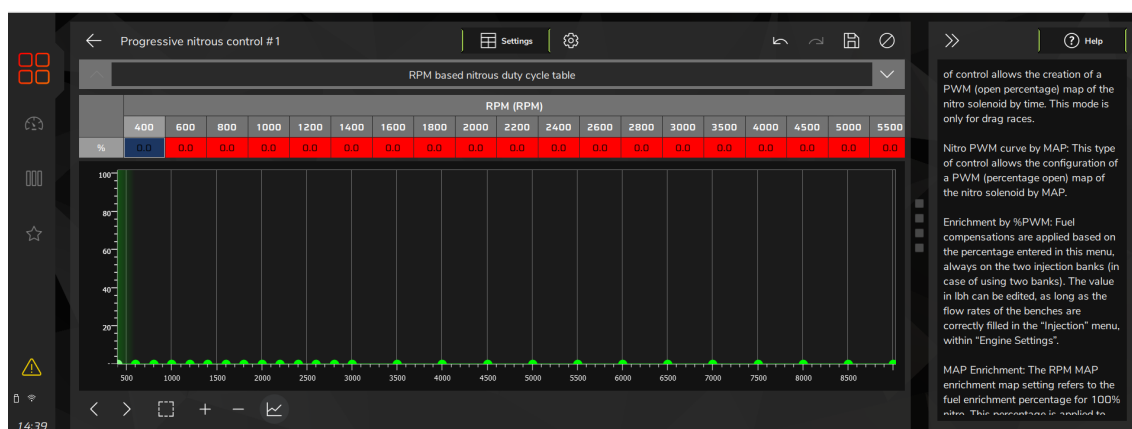 Progressive nitrous control #1
Settings
Help
RPM based nitrous duty cycle table
RPM (RPM)
400 600 800 1000 1200 1400 1600 1800 2000 2200 2400 2600 2800 3000 3500 4000 4500 5000 5500
% 0.0 0.0 0.0 0.0 0.0 0.0 0.0 0.0 0.0 0.0 0.0 0.0 0.0 0.0 0.0 0.0 0.0 0.0 0.0
100
80
60
40
20
500 1000 1500 2000 2500 3000 3500 4000 4500 5000 5500 6000 6500 7000 7500 8000 8500
14:39
of control allows the creation of a
PWM (open percentage) map of the
nitro solenoid by time. This mode is
only for drag races.
Nitro PWM curve by MAP: This type
of control allows the configuration of
a PWM (percentage open) map of
the nitro solenoid by MAP.
Enrichment by %PWM: Fuel
compensations are applied based on
the percentage entered in this menu,
always on the two injection banks (in
case of using two banks). The value
in lbh can be edited, as long as the
flow rates of the benches are
correctly filled in the "Injection" menu,
within "Engine Settings".
MAP Enrichment: The RPM MAP
enrichment map setting refers to the
fuel enrichment percentage for 100%
nitro. This percentage is applied to